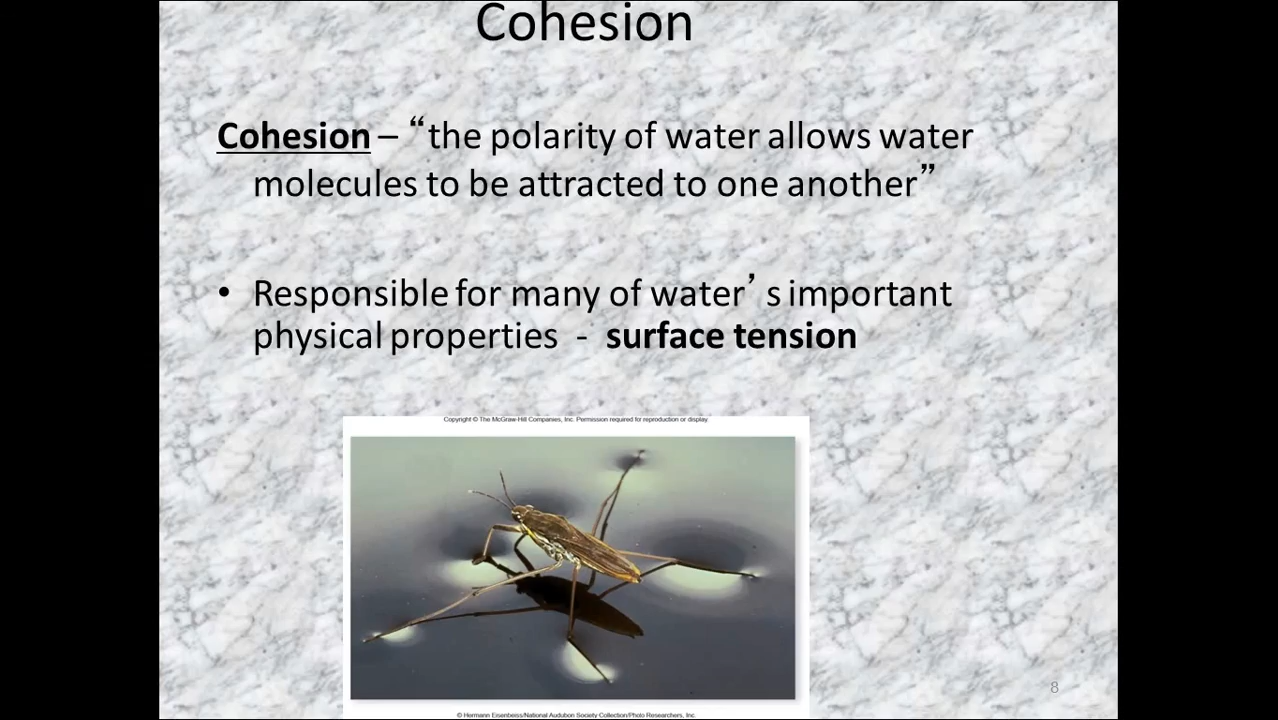 Cohesion
Cohesion – “the polarity of water allows water
molecules to be attracted to one another”
• Responsible for many of water’s important
physical properties - surface tension
Copyright © The McGraw-Hill Companies, Inc. Permission required for reproduction or display.
© Hermann Eisenbeiss/National Audubon Society Collection/Photo Researchers, Inc.
8